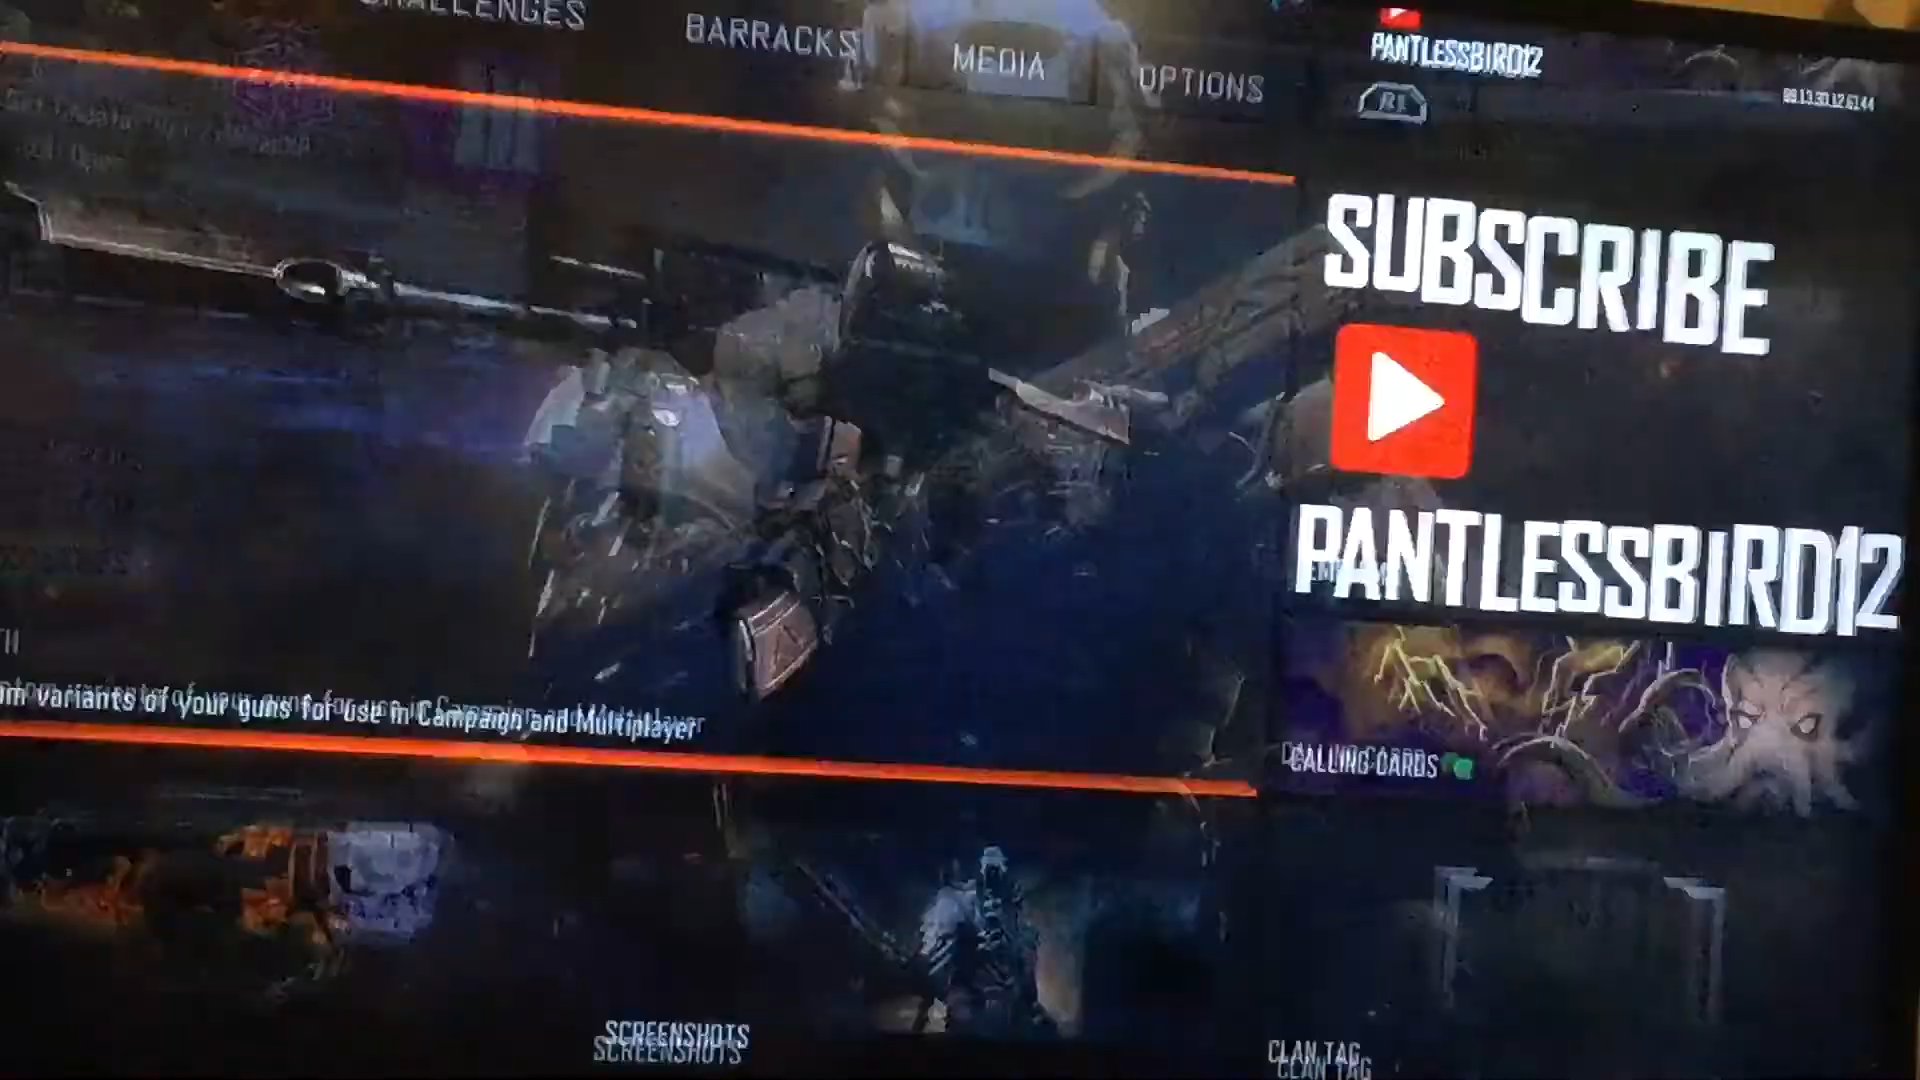 CHALLENGES
BARRACKS
MEDIA
OPTIONS
PANTLESSBIRD12
R1
SUBSCRIBE
PANTLESSBIRD12
variants of your guns for use in Campaign and Multiplayer
CALLING CARDS
SCREENSHOTS
CLAN TAG